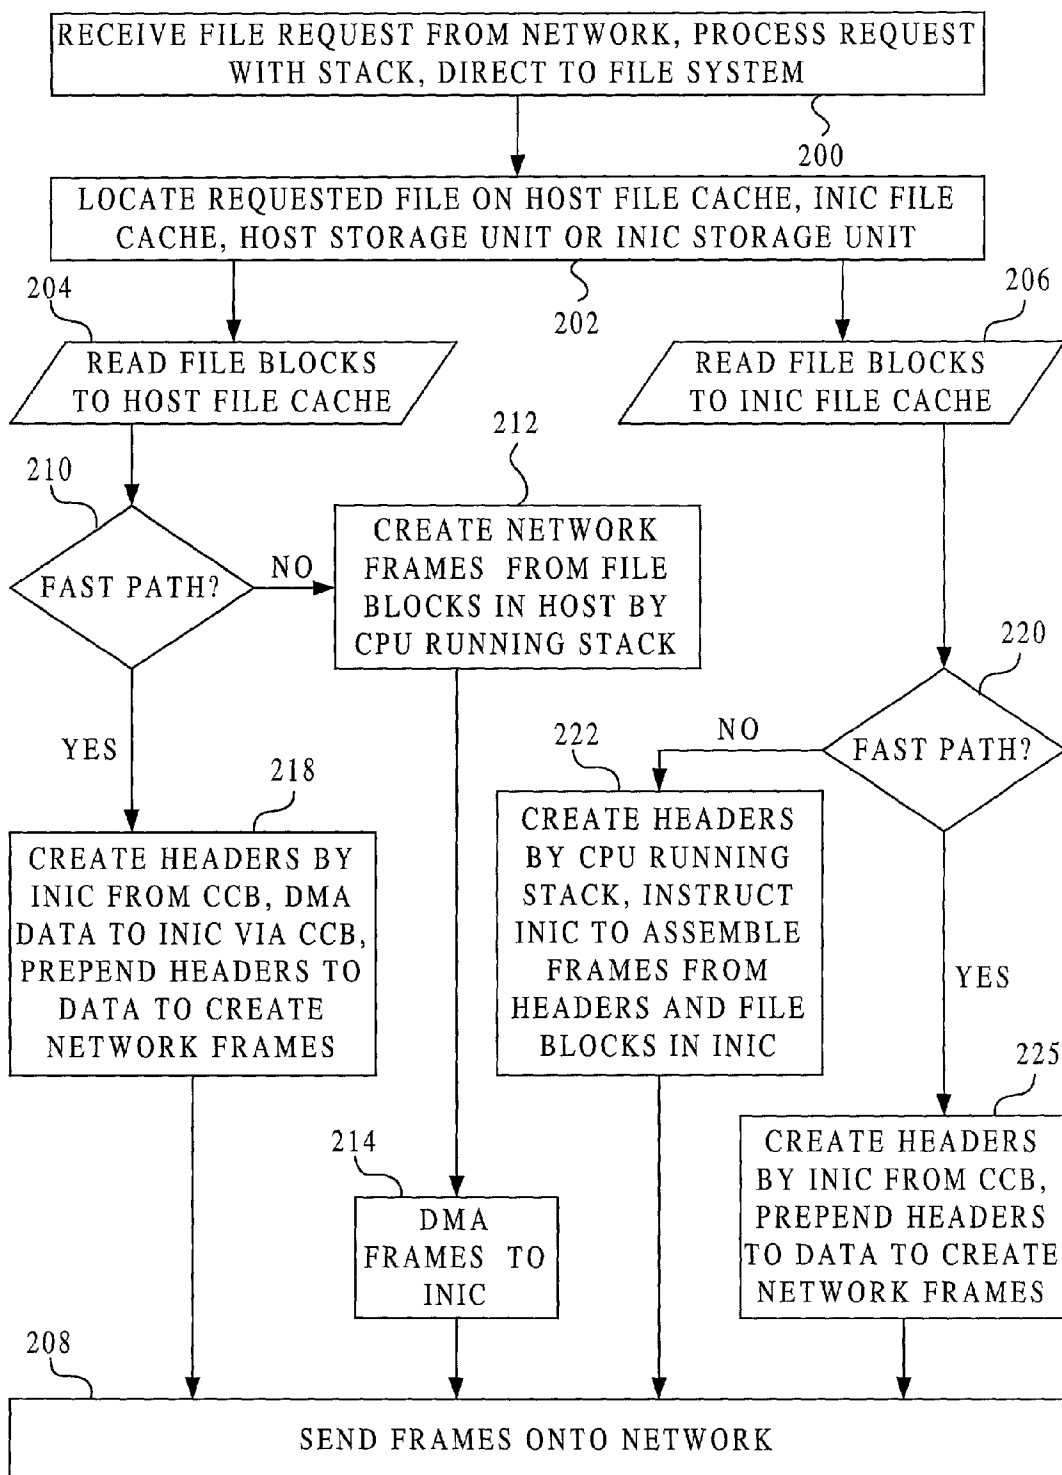 RECEIVE FILE REQUEST FROM NETWORK, PROCESS REQUEST
WITH STACK, DIRECT TO FILE SYSTEM
200
LOCATE REQUESTED FILE ON HOST FILE CACHE, INIC FILE
CACHE, HOST STORAGE UNIT OR INIC STORAGE UNIT
202
204
READ FILE BLOCKS
TO HOST FILE CACHE
206
READ FILE BLOCKS
TO INIC FILE CACHE
210
FAST PATH?
NO
YES
212
CREATE NETWORK
FRAMES FROM FILE
BLOCKS IN HOST BY
CPU RUNNING STACK
220
FAST PATH?
NO
YES
218
CREATE HEADERS BY
INIC FROM CCB, DMA
DATA TO INIC VIA CCB,
PREPEND HEADERS TO
DATA TO CREATE
NETWORK FRAMES
222
CREATE HEADERS
BY CPU RUNNING
STACK, INSTRUCT
INIC TO ASSEMBLE
FRAMES FROM
HEADERS AND FILE
BLOCKS IN INIC
214
DMA
FRAMES TO
INIC
225
CREATE HEADERS
BY INIC FROM CCB,
PREPEND HEADERS
TO DATA TO CREATE
NETWORK FRAMES
208
SEND FRAMES ONTO NETWORK